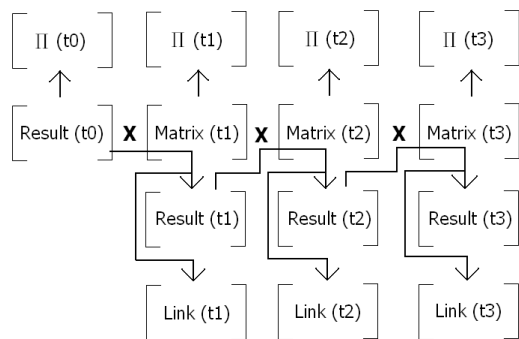 Π (t0) Π (t1) Π (t2) Π (t3)
Result (t0) X Matrix (t1) X Matrix (t2) X Matrix (t3)
Result (t1) Result (t2) Result (t3)
Link (t1) Link (t2) Link (t3)